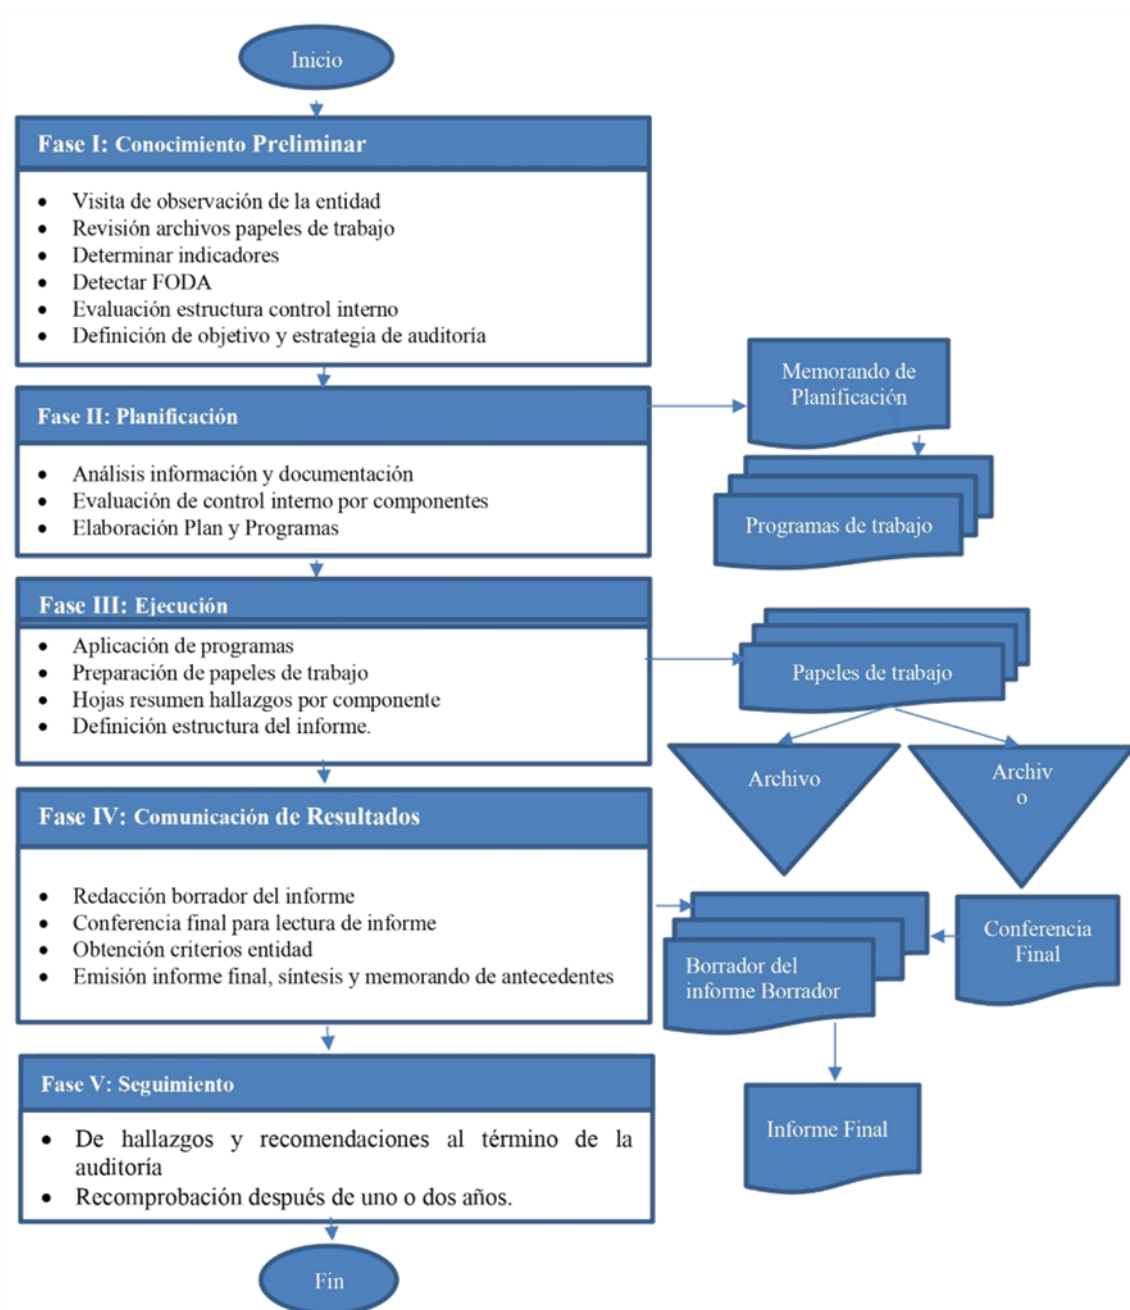 Inicio
Fase I: Conocimiento Preliminar
• Visita de observación de la entidad
• Revisión archivos papeles de trabajo
• Determinar indicadores
• Detectar FODA
• Evaluación estructura control interno
• Definición de objetivo y estrategia de auditoría
Fase II: Planificación
• Análisis información y documentación
• Evaluación de control interno por componentes
• Elaboración Plan y Programas
Memorando de
Planificación
Programas de trabajo
Fase III: Ejecución
• Aplicación de programas
• Preparación de papeles de trabajo
• Hojas resumen hallazgos por componente
• Definición estructura del informe.
Papeles de trabajo
Archivo
Archiv
o
Fase IV: Comunicación de Resultados
• Redacción borrador del informe
• Conferencia final para lectura de informe
• Obtención criterios entidad
• Emisión informe final, síntesis y memorando de antecedentes
Conferencia
Final
Borrador del
informe Borrador
Informe Final
Fase V: Seguimiento
• De hallazgos y recomendaciones al término de la
auditoría
• Recomprobación después de uno o dos años.
Fin